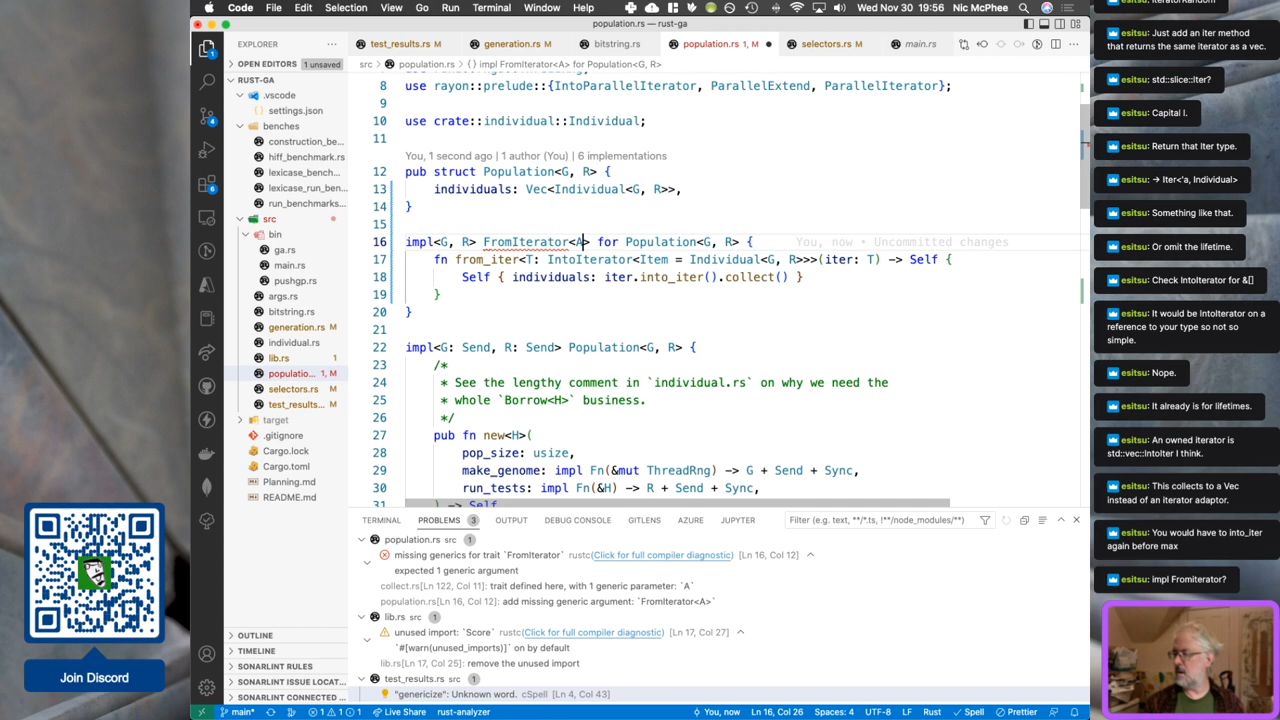 Code File Edit Selection View Go Run Terminal Window Help Wed Nov 30 19:56 Nic McPhee
population.rs — rust-ga
test_results.rs M
generation.rs M
bitstring.rs
population.rs 1, M
selectors.rs M
main.rs
src > population.rs > {} impl FromIterator<A> for Population<G, R>
EXPLORER
OPEN EDITORS 1 unsaved
RUST-GA
.vscode
settings.json
benches
construction_be...
hiff_benchmark.rs
lexicase_bench...
lexicase_run_ben...
run_benchmarks...
src
bin
ga.rs
main.rs
pushgp.rs
args.rs
bitstring.rs
generation.rs M
individual.rs
lib.rs 1
populatio... 1, M
selectors.rs M
test_results... M
target
.gitignore
Cargo.lock
Cargo.toml
Planning.md
README.md
OUTLINE
TIMELINE
SONARLINT RULES
SONARLINT ISSUE LOCAT...
SONARLINT CONNECTED ...
8 use rayon::prelude::{IntoParallelIterator, ParallelExtend, ParallelIterator};
9
10 use crate::individual::Individual;
11
You, 1 second ago | 1 author (You) | 6 implementations
12 pub struct Population<G, R> {
13 individuals: Vec<Individual<G, R>>,
14 }
15
16 impl<G, R> FromIterator<A> for Population<G, R> { You, now • Uncommitted changes
17 fn from_iter<T: IntoIterator<Item = Individual<G, R>>>(iter: T) -> Self {
18 Self { individuals: iter.into_iter().collect() }
19 }
20 }
21
22 impl<G: Send, R: Send> Population<G, R> {
23 /*
24 * See the lengthy comment in `individual.rs` on why we need the
25 * whole `Borrow<H>` business.
26 */
27 pub fn new<H>(
28 pop_size: usize,
29 make_genome: impl Fn(&mut ThreadRng) -> G + Send + Sync,
30 run_tests: impl Fn(&H) -> R + Send + Sync,
31 ) -> Self
TERMINAL PROBLEMS 3 OUTPUT DEBUG CONSOLE GITLENS AZURE JUPYTER Filter (e.g. text, **/*.ts, !**/node_modules/**)
population.rs src 1
missing generics for trait `FromIterator` rustc(Click for full compiler diagnostic) [Ln 16, Col 12]
expected 1 generic argument
collect.rs[Ln 122, Col 11]: trait defined here, with 1 generic parameter: `A`
population.rs[Ln 16, Col 12]: add missing generic argument: `FromIterator<A>`
lib.rs src 1
unused import: `Score` rustc(Click for full compiler diagnostic) [Ln 17, Col 27]
`#[warn(unused_imports)]` on by default
lib.rs[Ln 17, Col 25]: remove the unused import
test_results.rs src 1
"genericize": Unknown word. cSpell [Ln 4, Col 43]
main* 1 1 1 Live Share rust-analyzer You, now Ln 16, Col 26 Spaces: 4 UTF-8 LF Rust Spell Prettier
Join Discord
esitsu: Just add an iter method that returns the same iterator as a vec.
esitsu: std::slice::Iter?
esitsu: Capital I.
esitsu: Return that Iter type.
esitsu: -> Iter<'a, Individual>
esitsu: Something like that.
esitsu: Or omit the lifetime.
esitsu: Check IntoIterator for &[]
esitsu: It would be IntoIterator on a reference to your type so not so simple.
esitsu: Nope.
esitsu: It already is for lifetimes.
esitsu: An owned iterator is std::vec::IntoIter I think.
esitsu: This collects to a Vec instead of an iterator adaptor.
esitsu: You would have to into_iter again before max
esitsu: impl FromIterator?